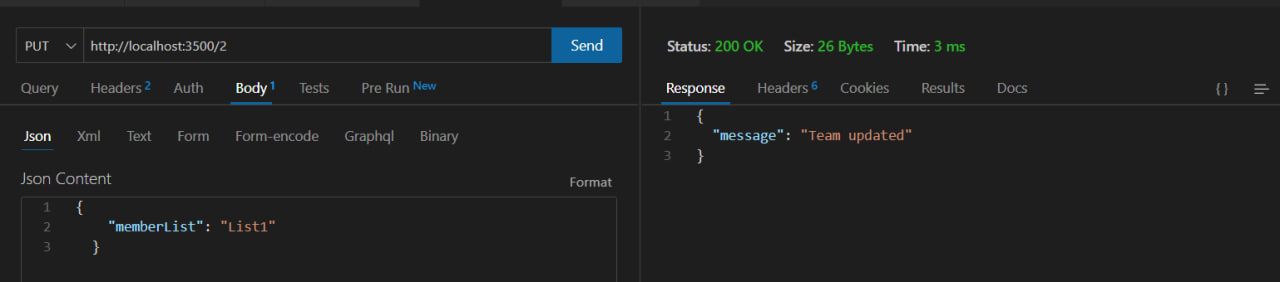 PUT http://localhost:3500/2 Send
Query Headers 2 Auth Body 1 Tests Pre Run New
Json Xml Text Form Form-encode Graphql Binary
Json Content Format
1 {
2 "memberList": "List1"
3 }
Status: 200 OK Size: 26 Bytes Time: 3 ms
Response Headers 6 Cookies Results Docs { }
1 {
2 "message": "Team updated"
3 }